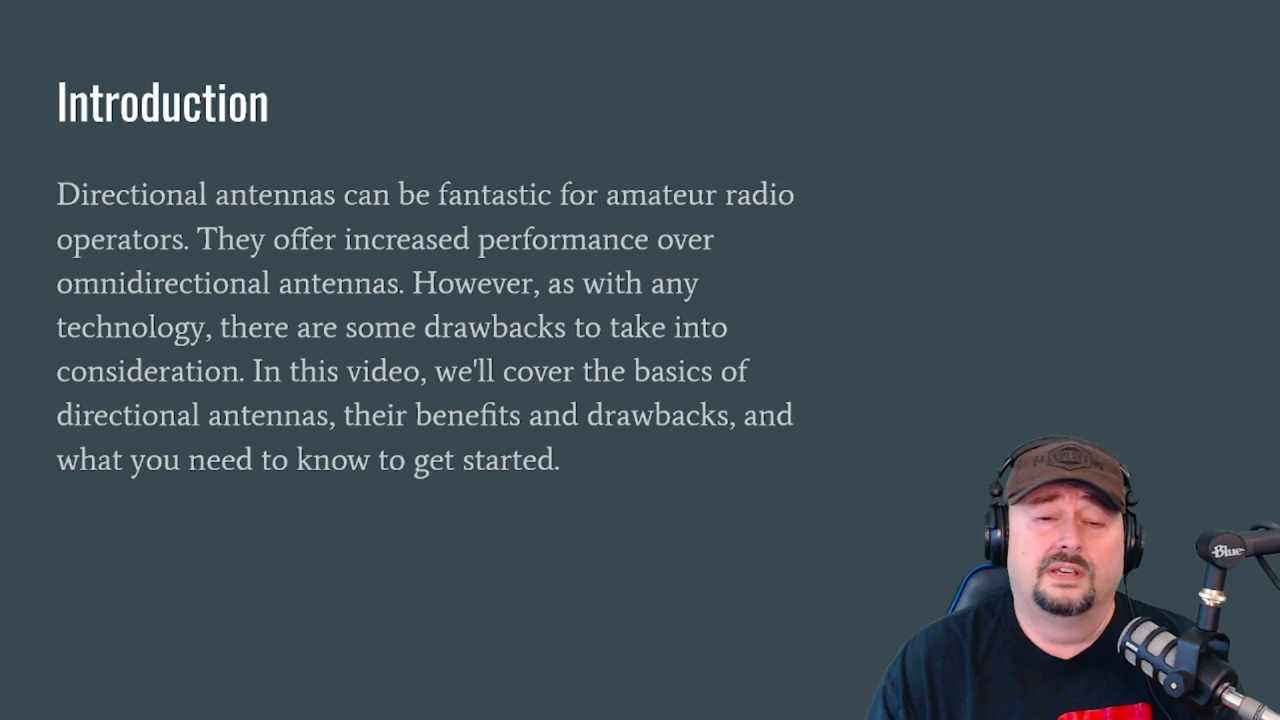 Introduction
Directional antennas can be fantastic for amateur radio
operators. They offer increased performance over
omnidirectional antennas. However, as with any
technology, there are some drawbacks to take into
consideration. In this video, we'll cover the basics of
directional antennas, their benefits and drawbacks, and
what you need to know to get started.
Blue